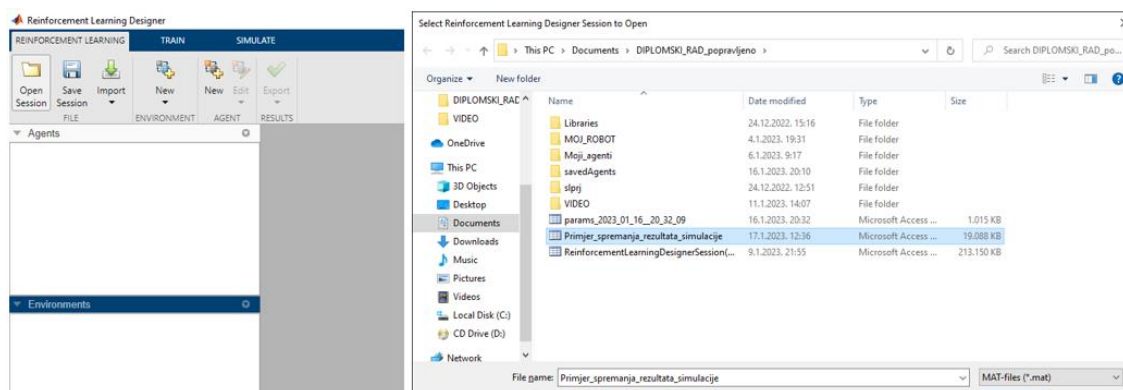 Reinforcement Learning Designer
REINFORCEMENT LEARNING TRAIN SIMULATE
Open Session Save Session Import New New Edit Export
FILE ENVIRONMENT AGENT RESULTS
Agents
Environments
Select Reinforcement Learning Designer Session to Open
This PC > Documents > DIPLOMSKI_RAD_popravljeno >
Search DIPLOMSKI_RAD_po...
Organize New folder
DIPLOMSKI_RAD
VIDEO
OneDrive
This PC
3D Objects
Desktop
Documents
Downloads
Music
Pictures
Videos
Local Disk (C:)
CD Drive (D:)
Network
Name Date modified Type Size
Libraries 24.12.2022. 15:16 File folder
MOJ_ROBOT 4.1.2023. 19:31 File folder
Moji_agenti 6.1.2023. 9:17 File folder
savedAgents 16.1.2023. 20:10 File folder
slprj 24.12.2022. 12:51 File folder
VIDEO 11.1.2023. 14:07 File folder
params_2023_01_16__20_32_09 16.1.2023. 20:32 Microsoft Access ... 1.015 KB
Primjer_spremanja_rezultata_simulacije 17.1.2023. 12:36 Microsoft Access ... 19.088 KB
ReinforcementLearningDesignerSession(... 9.1.2023. 21:55 Microsoft Access ... 213.150 KB
File name: Primjer_spremanja_rezultata_simulacije MAT-files (*.mat)